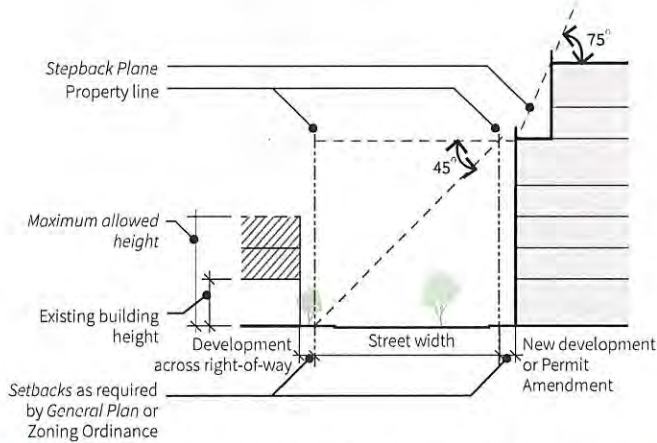 75°
Stepback Plane
Property line
45°
Maximum allowed
height
Existing building
height
Development
across right-of-way
Street width
New development
or Permit
Amendment
Setbacks as required
by General Plan or
Zoning Ordinance